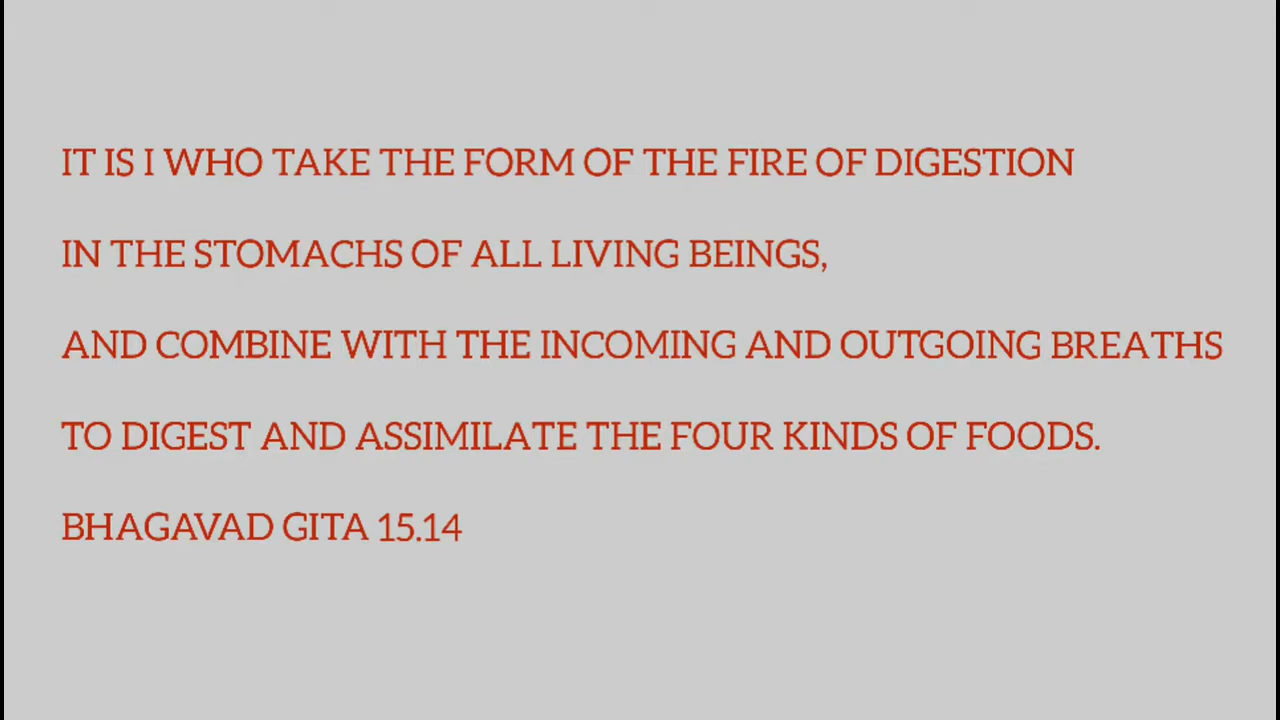 IT IS I WHO TAKE THE FORM OF THE FIRE OF DIGESTION
IN THE STOMACHS OF ALL LIVING BEINGS,
AND COMBINE WITH THE INCOMING AND OUTGOING BREATHS
TO DIGEST AND ASSIMILATE THE FOUR KINDS OF FOODS.
BHAGAVAD GITA 15.14